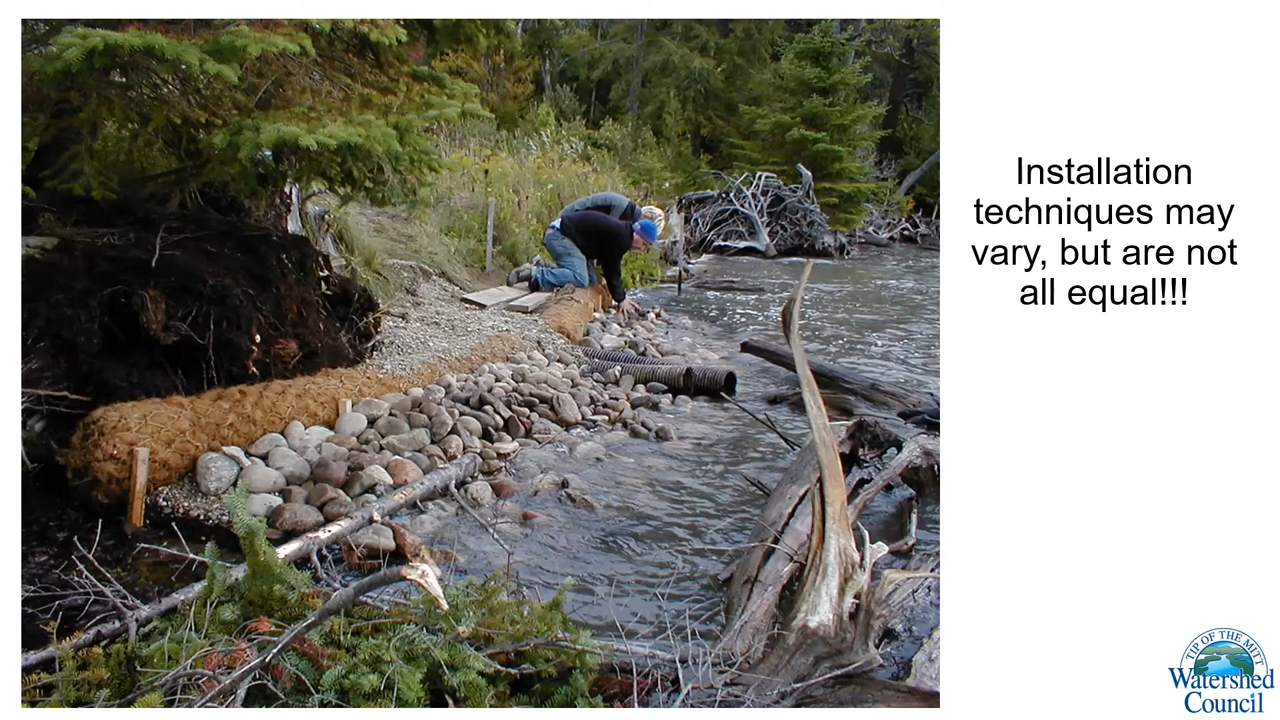 Installation
techniques may
vary, but are not
all equal!!!
TIP OF THE MITT
Watershed
Council